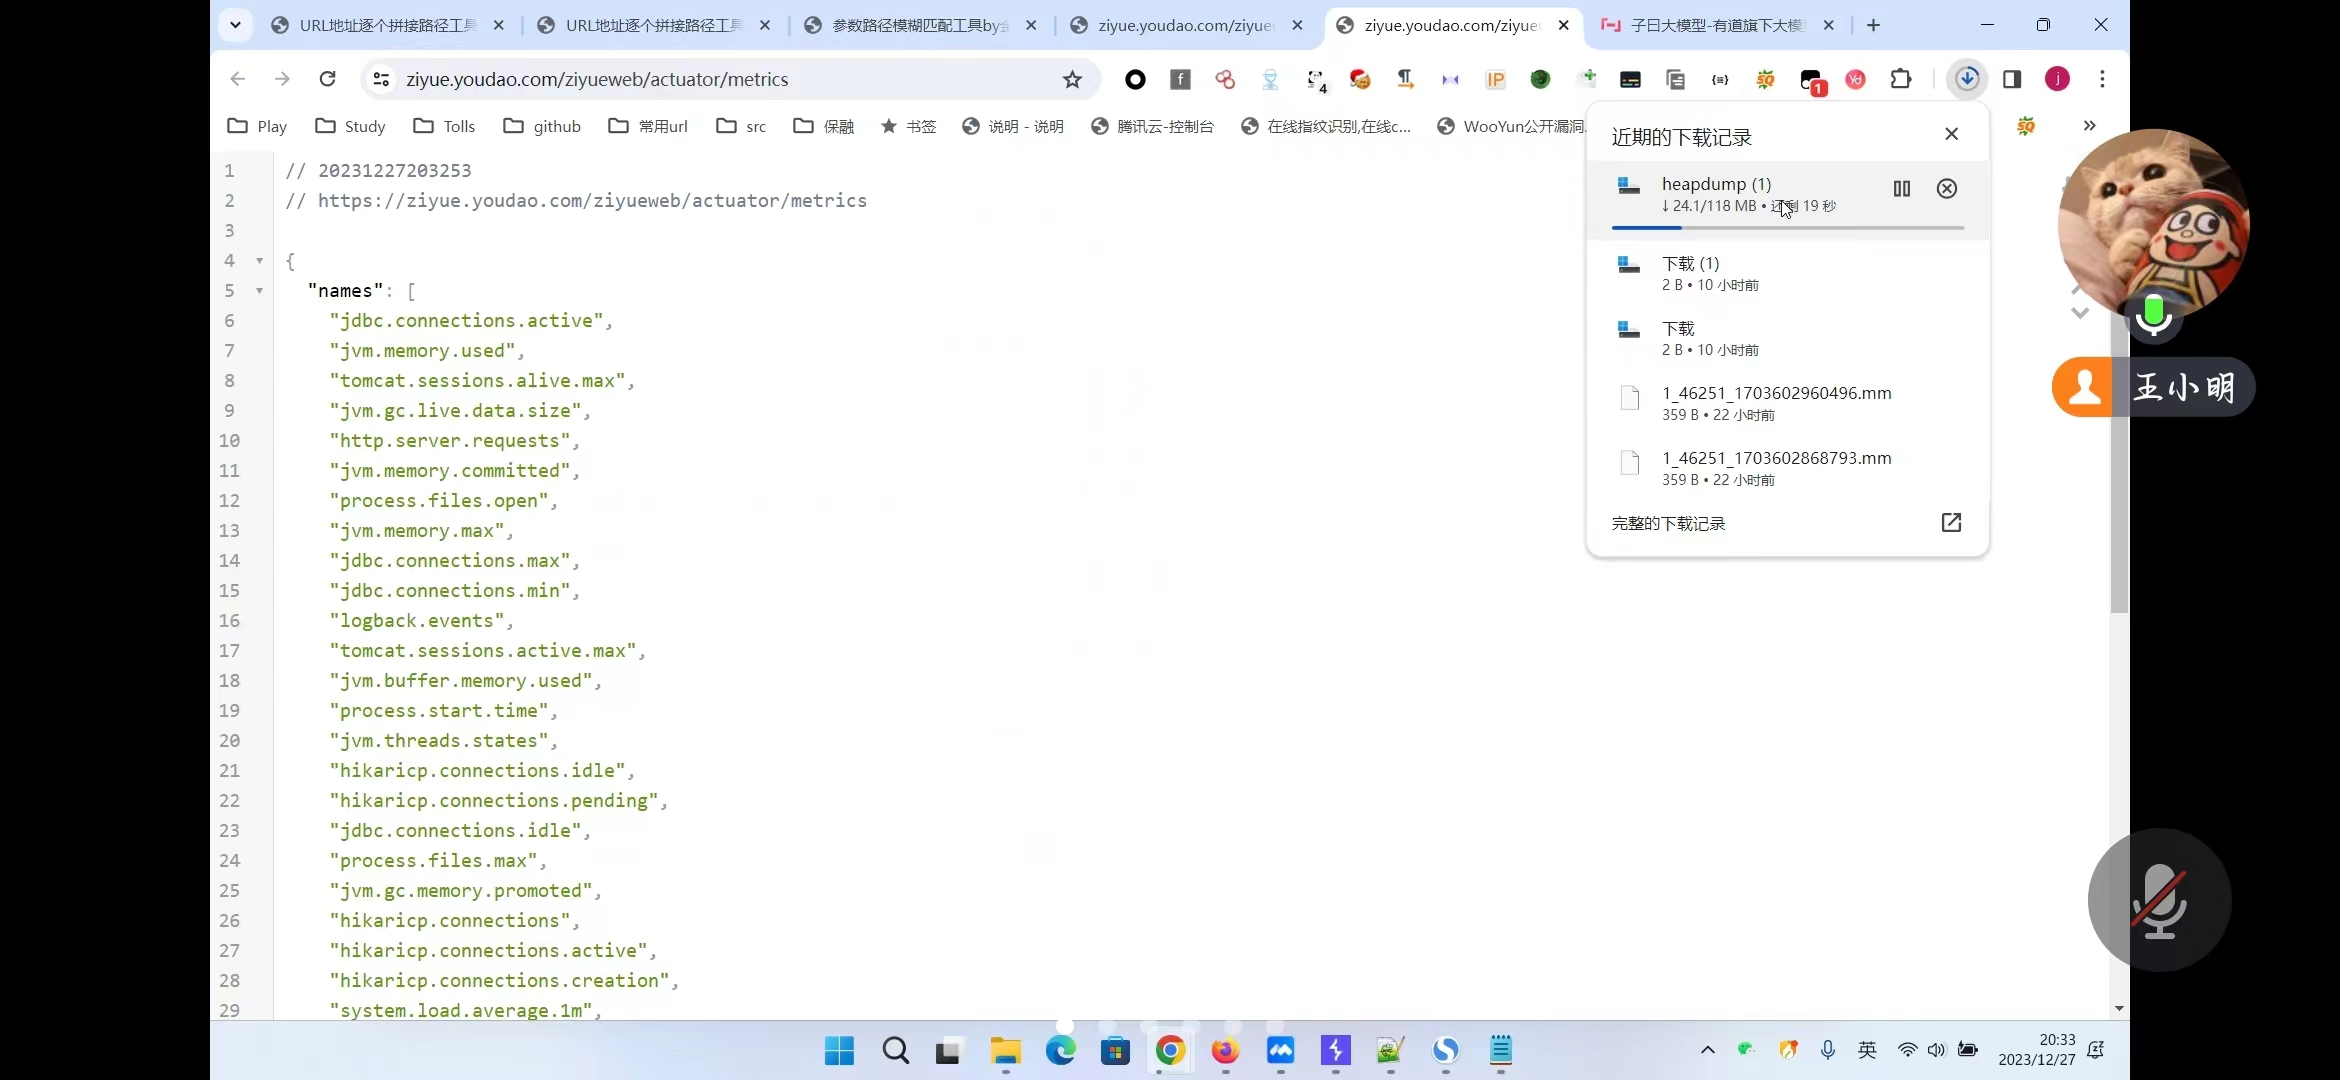 URL地址逐个拼接路径工具
URL地址逐个拼接路径工具
参数路径模糊匹配工具by
ziyue.youdao.com/ziyue
ziyue.youdao.com/ziyue
子曰大模型-有道旗下大模
ziyue.youdao.com/ziyueweb/actuator/metrics
f
4
IP
SQ
1
Yd
j
Play
Study
Tolls
github
常用url
src
保融
书签
说明 - 说明
腾讯云-控制台
在线指纹识别,在线c...
WooYun公开漏洞
SQ
近期的下载记录
heapdump (1)
↓ 24.1/118 MB • 还剩 19 秒
下载 (1)
2 B • 10 小时前
下载
2 B • 10 小时前
1_46251_1703602960496.mm
359 B • 22 小时前
1_46251_1703602868793.mm
359 B • 22 小时前
完整的下载记录
王小明
1 // 20231227203253
2 // https://ziyue.youdao.com/ziyueweb/actuator/metrics
3
4 {
5 "names": [
6 "jdbc.connections.active",
7 "jvm.memory.used",
8 "tomcat.sessions.alive.max",
9 "jvm.gc.live.data.size",
10 "http.server.requests",
11 "jvm.memory.committed",
12 "process.files.open",
13 "jvm.memory.max",
14 "jdbc.connections.max",
15 "jdbc.connections.min",
16 "logback.events",
17 "tomcat.sessions.active.max",
18 "jvm.buffer.memory.used",
19 "process.start.time",
20 "jvm.threads.states",
21 "hikaricp.connections.idle",
22 "hikaricp.connections.pending",
23 "jdbc.connections.idle",
24 "process.files.max",
25 "jvm.gc.memory.promoted",
26 "hikaricp.connections",
27 "hikaricp.connections.active",
28 "hikaricp.connections.creation",
29 "system.load.average.1m",
英
20:33
2023/12/27